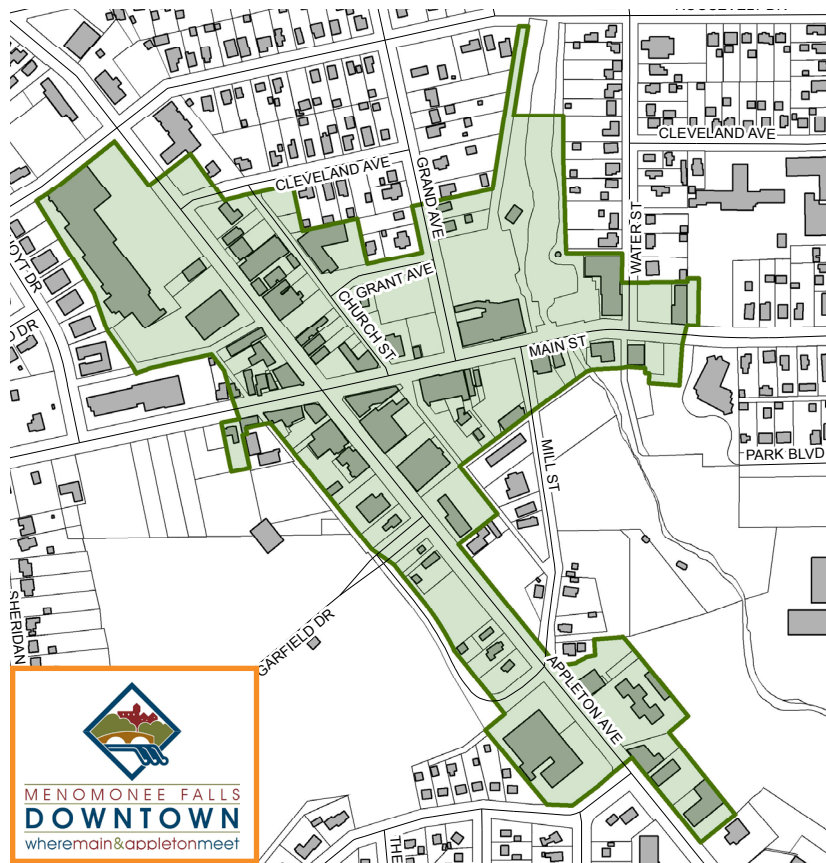 CLEVELAND AVE
CLEVELAND AVE
GRAND AVE
WATER ST
GRANT AVE
CHURCH ST
MAIN ST
PARK BLVD
MILL ST
SHERIDAN
GARFIELD DR
APPLETON AVE
MENOMONEE FALLS
DOWNTOWN
wheremain&appletonmeet